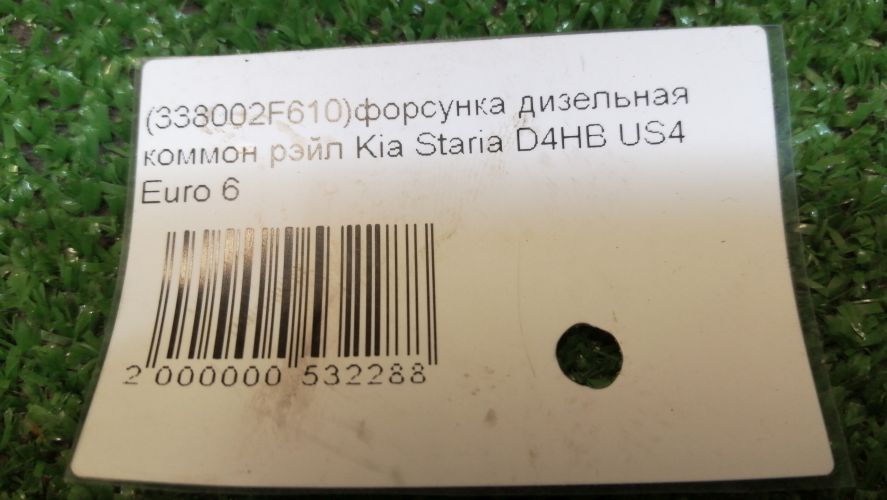 (338002F610)форсунка дизельная
коммон рэйл Kia Staria D4HB US4
Euro 6
2 000000 532288